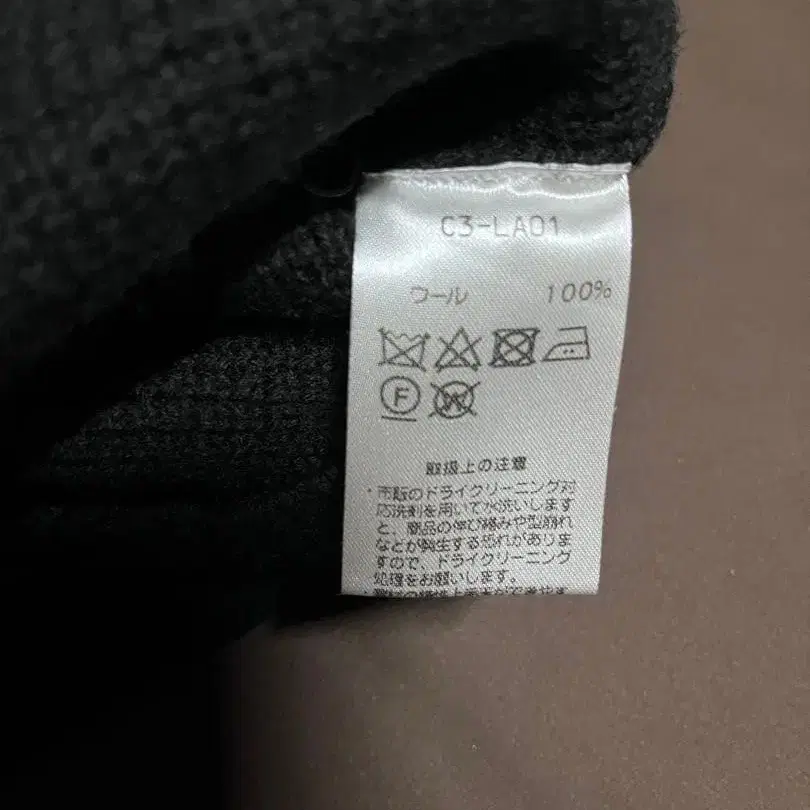 C3-LA01
ウール 100%
F W
取扱上の注意
・市販のドライクリーニング対
応洗剤を用いて水洗いします
と、商品の伸び縮みや型崩れ
などが発生する恐れがありま
すので、ドライクリーニング
処理をお願いします。